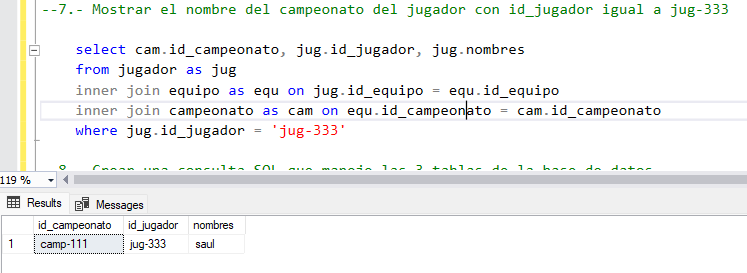 --7.- Mostrar el nombre del campeonato del jugador con id_jugador igual a jug-333
select cam.id_campeonato, jug.id_jugador, jug.nombres
from jugador as jug
inner join equipo as equ on jug.id_equipo = equ.id_equipo
inner join campeonato as cam on equ.id_campeonato = cam.id_campeonato
where jug.id_jugador = 'jug-333'
8.- Crear una consulta SQL que maneje las 3 tablas de la base de datos
119 %
Results Messages
id_campeonato id_jugador nombres
1 camp-111 jug-333 saul